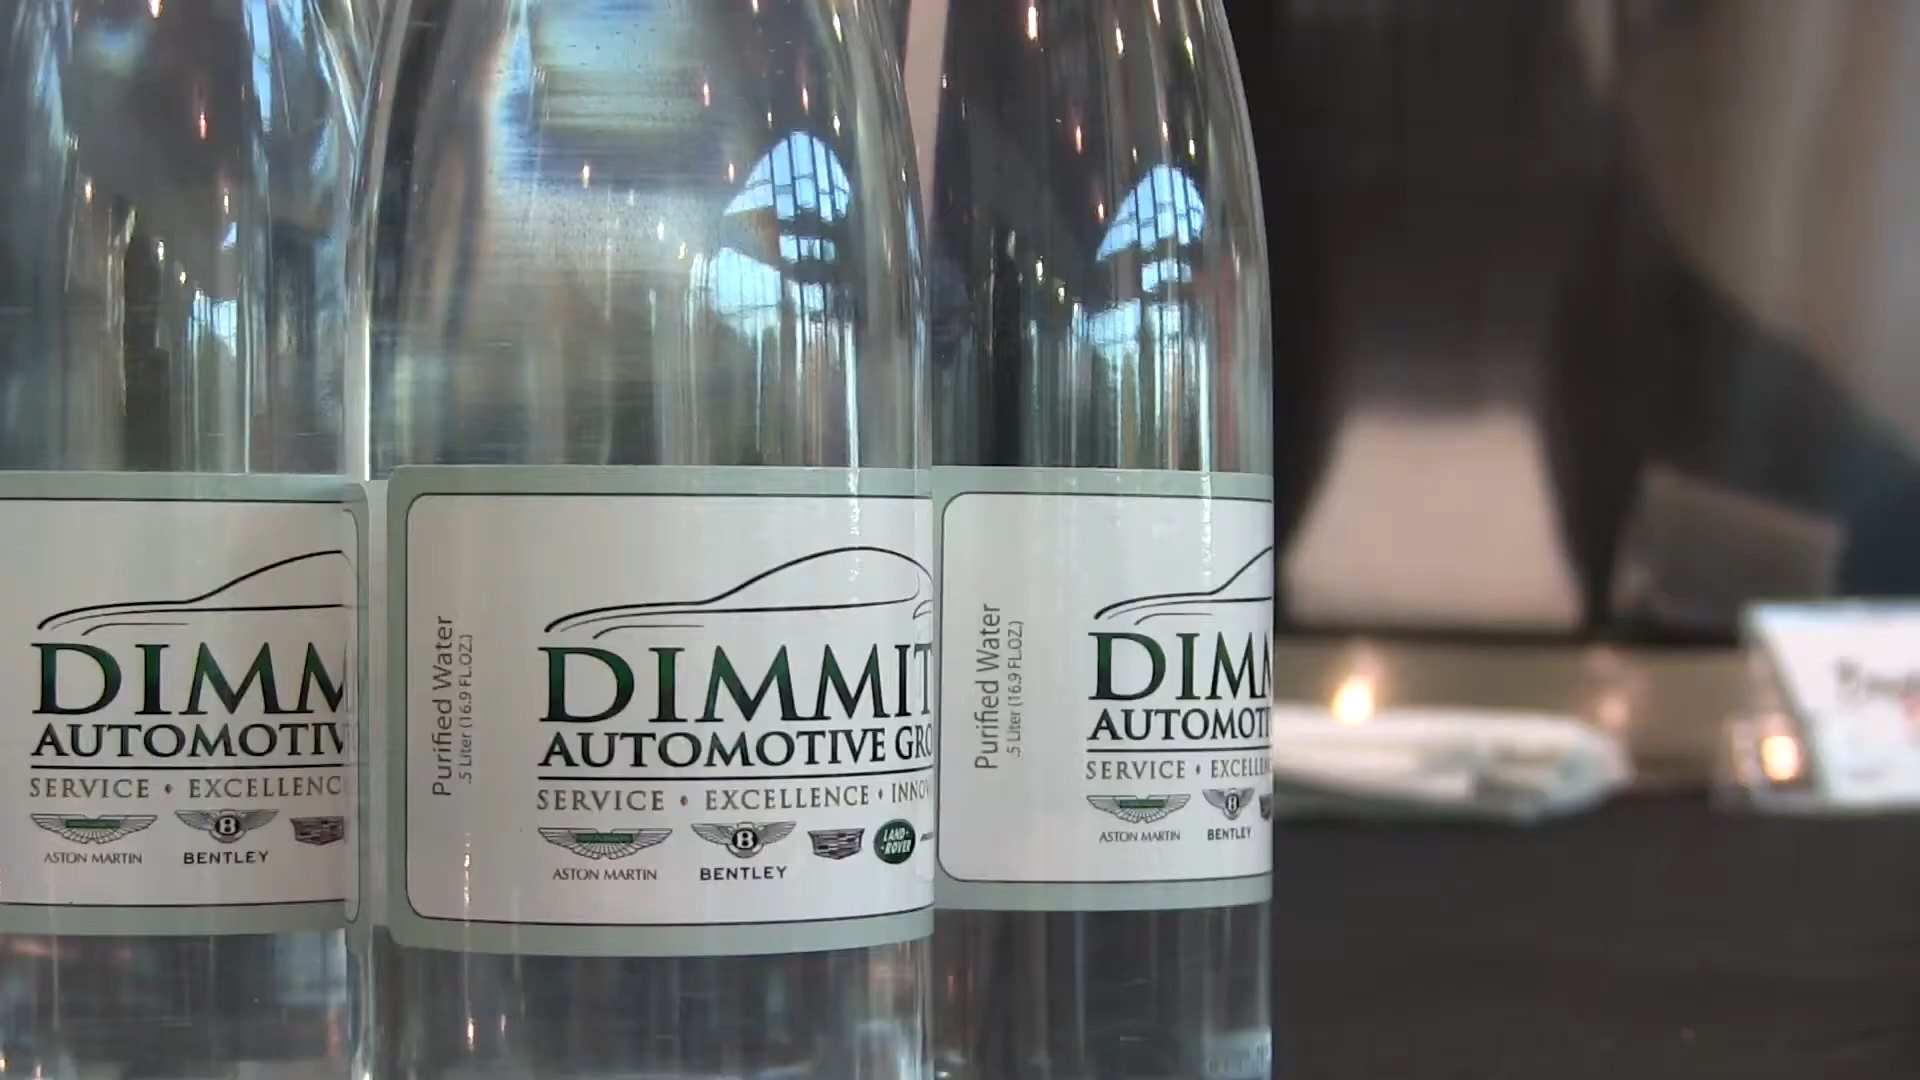 DIMM
AUTOMOTIV
SERVICE • EXCELLENC
B
ASTON MARTIN
BENTLEY
Purified Water
.5 Liter (16.9 FL.OZ.)
DIMMIT
AUTOMOTIVE GRO
SERVICE • EXCELLENCE • INNO
B
LAND-
ROVER
ASTON MARTIN
BENTLEY
Purified Water
.5 Liter (16.9 FL.OZ.)
DIMM
AUTOMOTI
SERVICE • EXCELLEN
B
ASTON MARTIN
BENTLEY